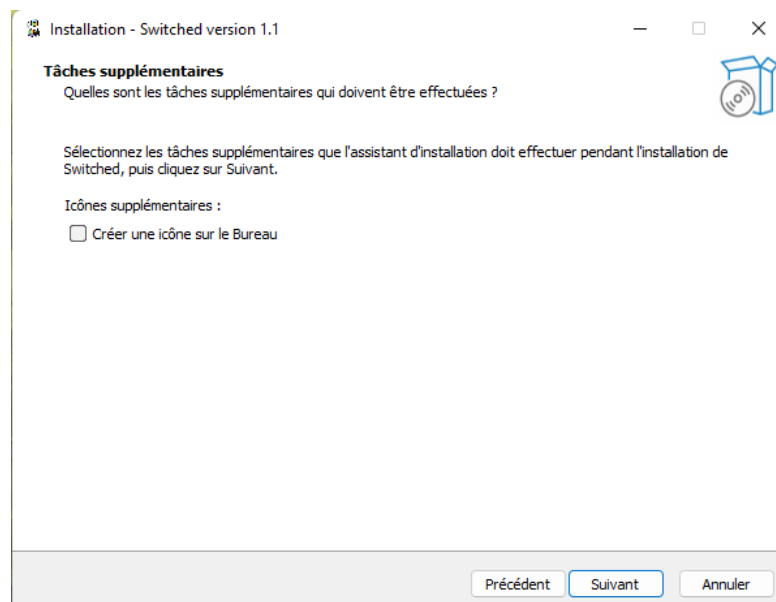 Installation - Switched version 1.1
Tâches supplémentaires
Quelles sont les tâches supplémentaires qui doivent être effectuées ?
Sélectionnez les tâches supplémentaires que l'assistant d'installation doit effectuer pendant l'installation de
Switched, puis cliquez sur Suivant.
Icônes supplémentaires :
Créer une icône sur le Bureau
Précédent
Suivant
Annuler